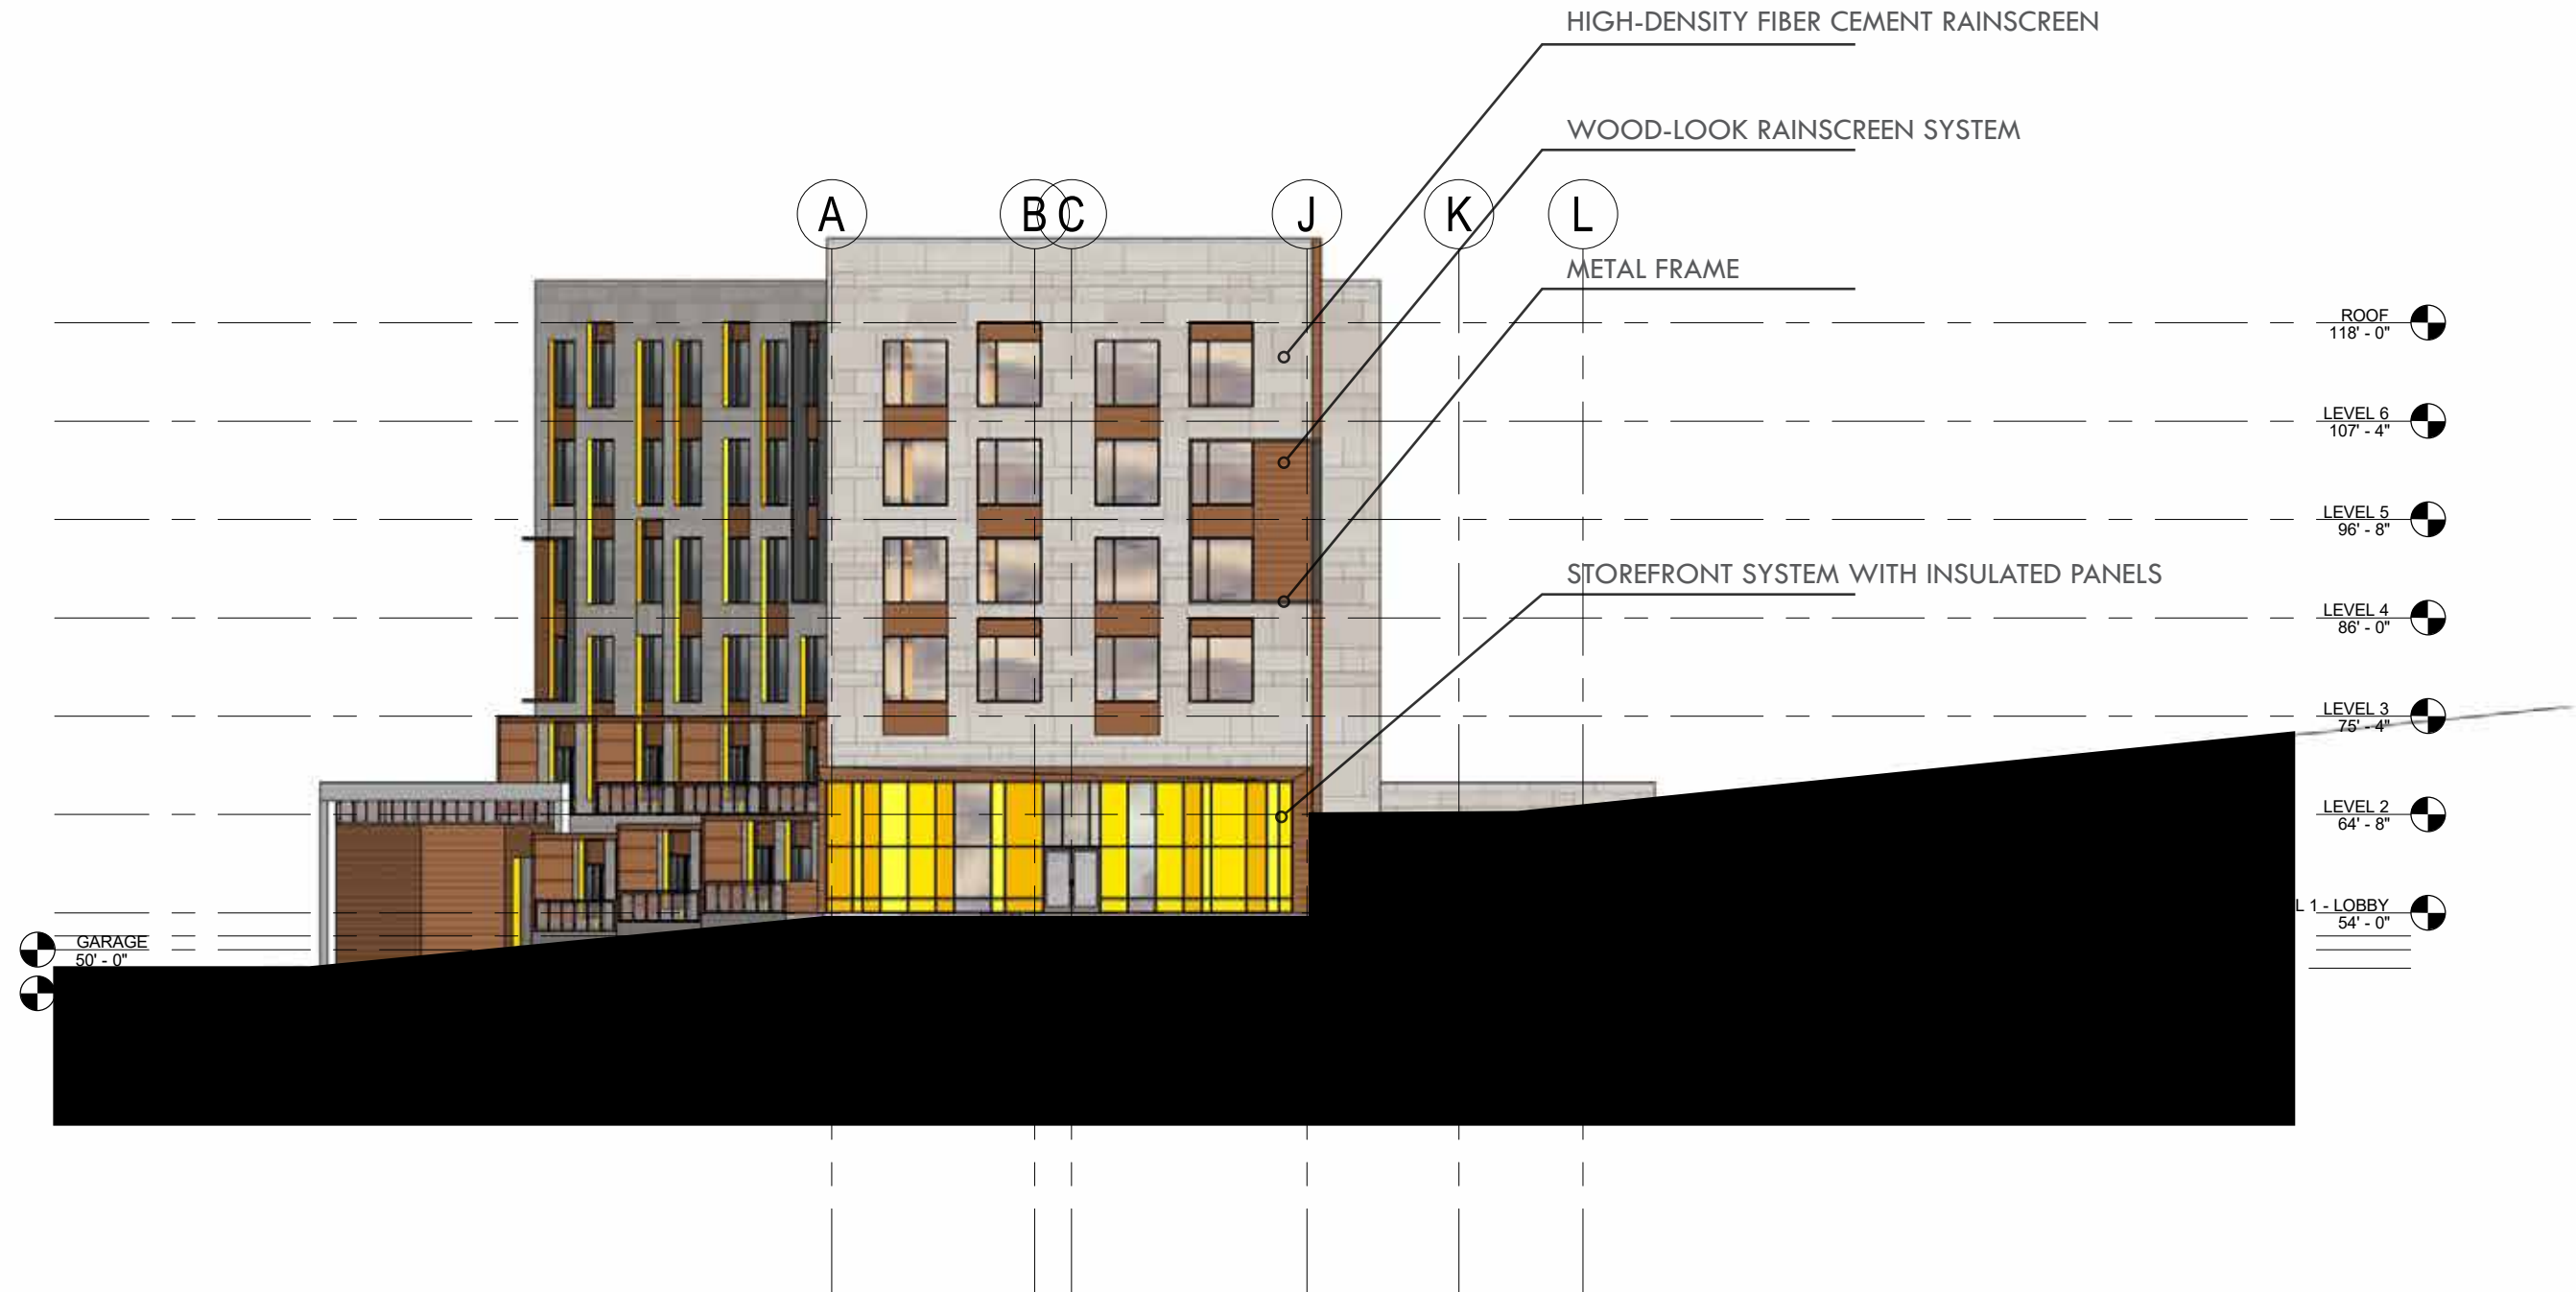 HIGH-DENSITY FIBER CEMENT RAINSCREEN
WOOD-LOOK RAINSCREEN SYSTEM
A
B
C
J
K
L
METAL FRAME
ROOF
118' - 0"
LEVEL 6
107' - 4"
LEVEL 5
96' - 8"
STOREFRONT SYSTEM WITH INSULATED PANELS
LEVEL 4
86' - 0"
LEVEL 3
75' - 4"
LEVEL 2
64' - 8"
L 1 - LOBBY
54' - 0"
GARAGE
50' - 0"